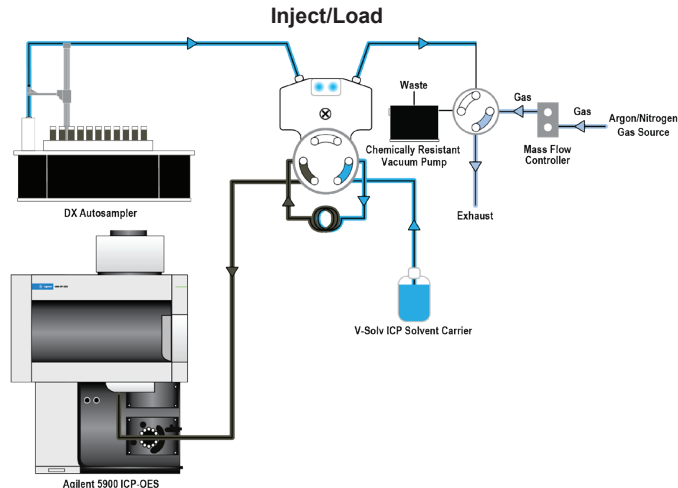 Inject/Load
Waste
Gas
Gas
Argon/Nitrogen
Gas Source
Chemically Resistant
Vacuum Pump
Mass Flow
Controller
DX Autosampler
Exhaust
V-Solv ICP Solvent Carrier
Agilent 5900 ICP-OES